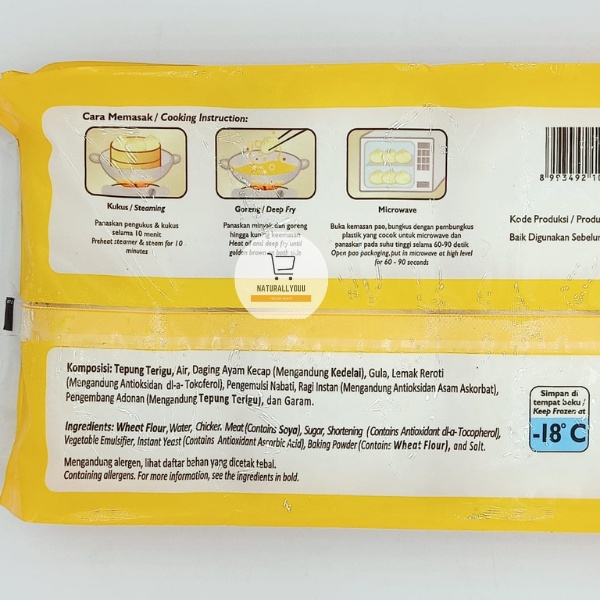 Cara Memasak / Cooking Instruction:
Kukus / Steaming
Panaskan pengukus & kukus
selama 10 menit
Preheat steamer & steam for 10
minutes
Goreng / Deep Fry
Panaskan minyak dan goreng
hingga kuning keemasan
Heat oil and deep fry until
golden brown on both side
Microwave
Buka kemasan pao, bungkus dengan pembungkus
plastik yang cocok untuk microwave dan
panaskan pada suhu tinggi selama 60-90 detik
Open pao packaging, put in microwave at high level
for 60 - 90 seconds
8 993492 10
Kode Produksi / Produ
Baik Digunakan Sebelum
NATURALLYOUU
Komposisi: Tepung Terigu, Air, Daging Ayam Kecap (Mengandung Kedelai), Gula, Lemak Reroti
(Mengandung Antioksidan dl-a- Tokoferol), Pengemulsi Nabati, Ragi Instan (Mengandung Antioksidan Asam Askorbat),
Pengembang Adonan (Mengandung Tepung Terigu), dan Garam.
Ingredients: Wheat Flour, Water, Chicken, Meat (Contains Soya), Sugar, Shortening (Contains Antioxidant dl-a-Tocopherol),
Vegetable Emulsifier, Instant Yeast (Contains Antioxidant Ascorbic Acid), Baking Powder (Contains Wheat Flour), and Salt.
Mengandung alergen, lihat daftar bahan yang dicetak tebal.
Containing allergens. For more information, see the ingredients in bold.
Simpan di
tempat beku /
Keep Frozen at
-18°C